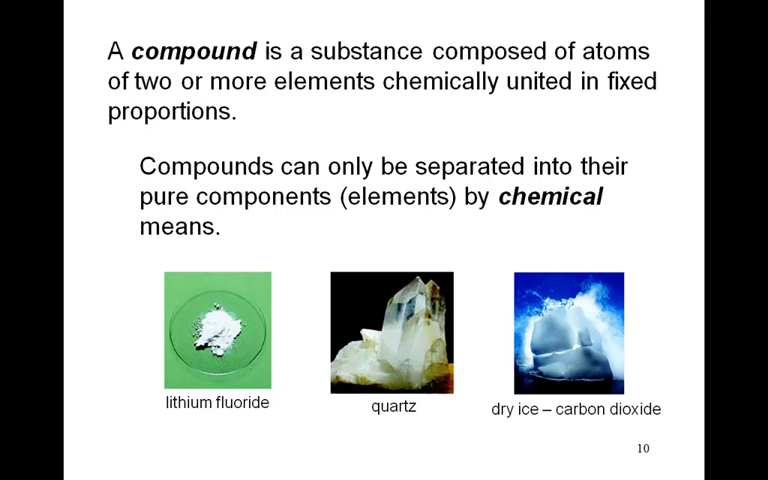 A compound is a substance composed of atoms
of two or more elements chemically united in fixed
proportions.
Compounds can only be separated into their
pure components (elements) by chemical
means.
lithium fluoride
quartz
dry ice – carbon dioxide
10